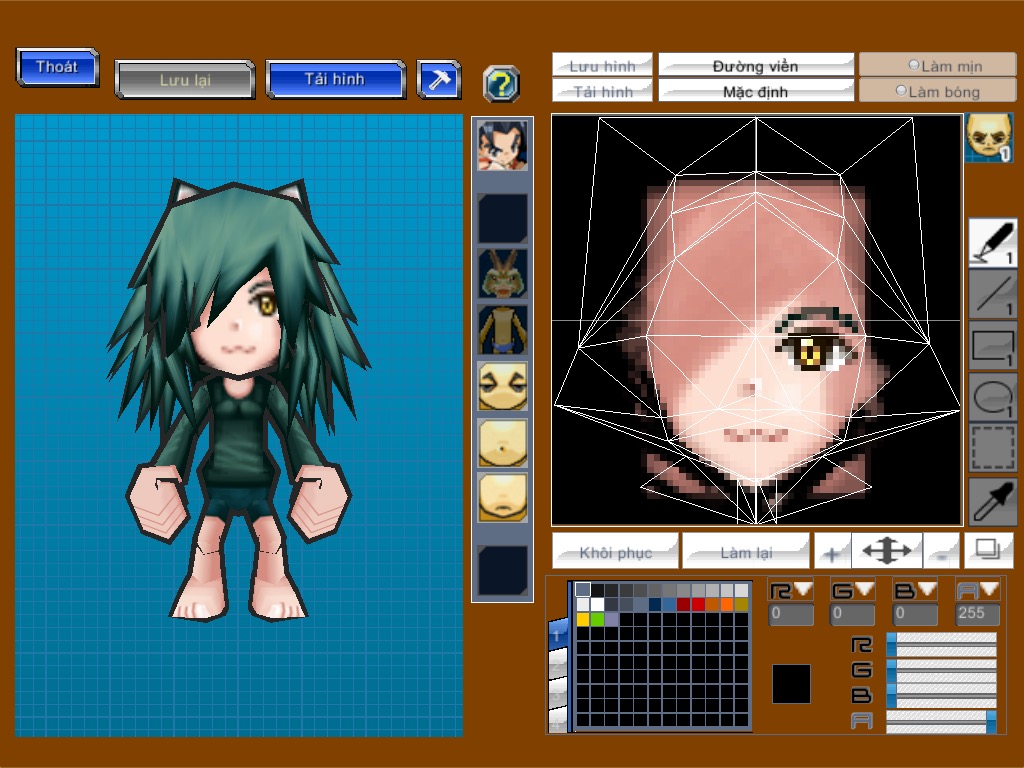 Thoát
Lưu lại
Tải hình
Lưu hình
Đường viền
Làm mịn
Tải hình
Mặc định
Làm bóng
1
1
1
1
1
Khôi phục
Làm lại
1
R
G
B
A
0
0
0
255
R
G
B
A